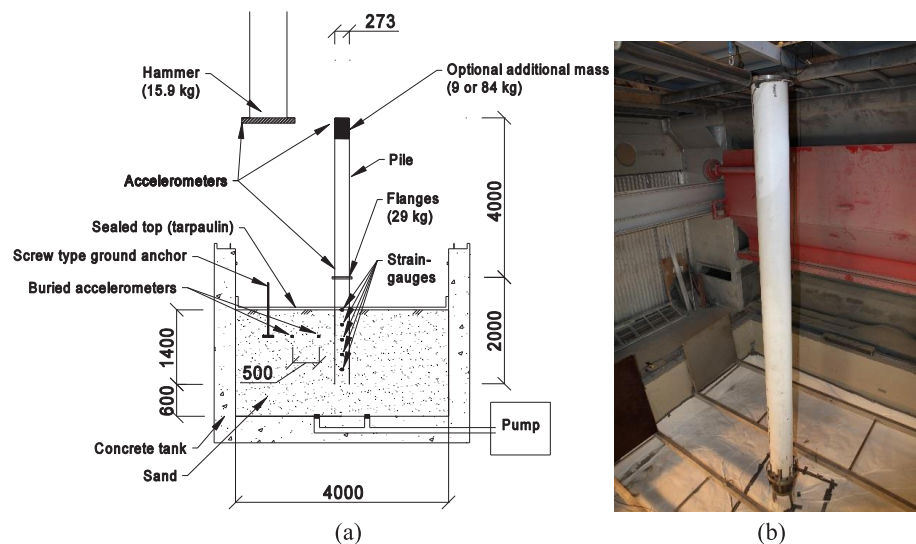 273
Hammer
(15.9 kg)
Optional additional mass
(9 or 84 kg)
Pile
Accelerometers
Flanges
(29 kg)
4000
Sealed top (tarpaulin)
Screw type ground anchor
Strain-
gauges
Buried accelerometers
1400
500
2000
600
Pump
Concrete tank
Sand
4000
(a)
(b)